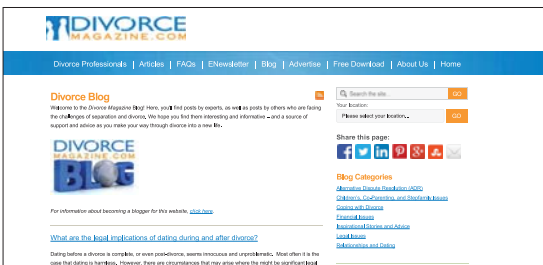 DIVORCE
MAGAZINE.COM
Divorce Professionals | Articles | FAQs | ENewsletter | Blog | Advertise | Free Download | About Us | Home
Divorce Blog
Welcome to the Divorce Magazine Blog! Here, you'll find posts by experts, as well as posts by others who are facing
the challenges of separation and divorce. We hope you find them interesting and informative – and a source of
support and advice as you make your way through divorce into a new life.
DIVORCE
MAGAZINE.COM
BLOG
For information about becoming a blogger for this website, click here.
What are the legal implications of dating during and after divorce?
Dating before a divorce is complete, or even post-divorce, seems innocuous and unproblematic. Most often it is the
case that dating is harmless. However, there are circumstances that may arise where the might be significant legal
Search the site...
GO
Your location:
Please select your location...
GO
Share this page:
Blog Categories
Alternative Dispute Resolution (ADR)
Children's, Co-Parenting, and Stepfamily Issues
Coping with Divorce
Financial Issues
Inspirational Stories and Advice
Legal Issues
Relationships and Dating